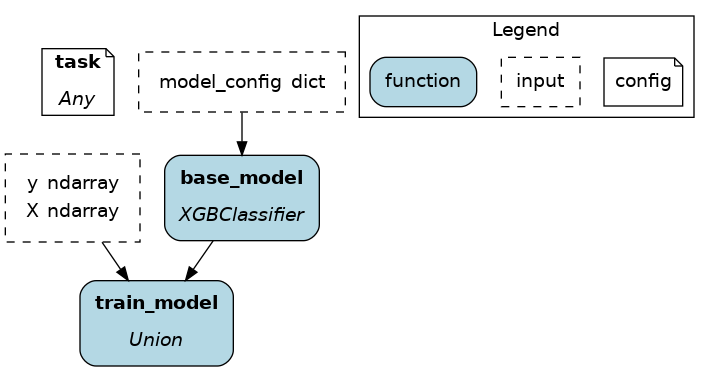 Legend
function
input
config
task
Any
model_config dict
base_model
XGBClassifier
y ndarray
X ndarray
train_model
Union